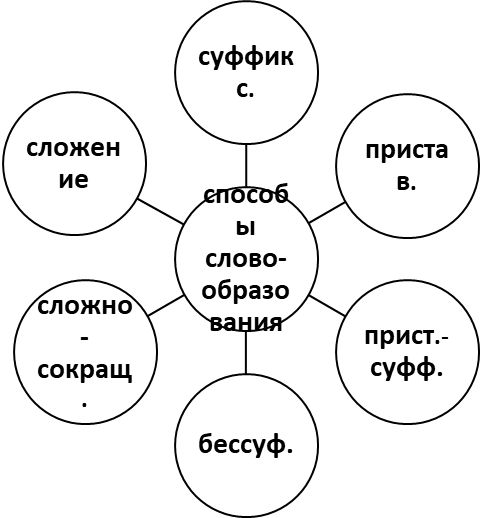 суффик
с.
приста
в.
прист.-
суфф.
бессуф.
сложно
-
сокращ
.
сложен
ие
способ
ы
слово-
образо
вания